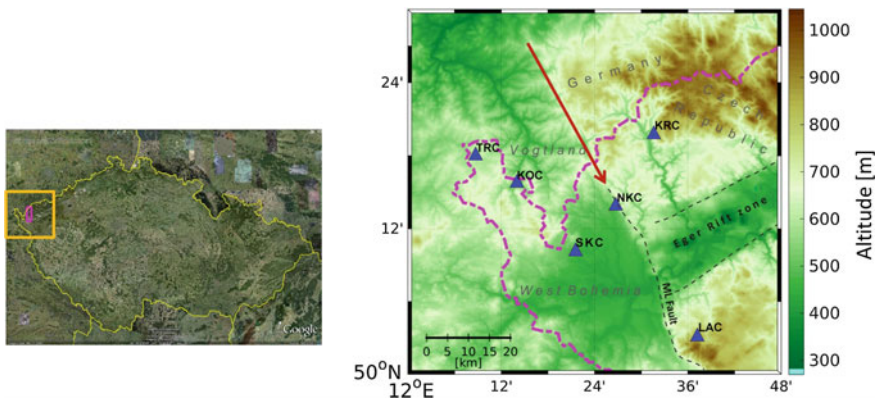 Google
24'
12'
50°N
12°E
12'
24'
36'
48'
Germany
Czech
Republic
Vogtland
TRC
KOC
KRC
NKC
SKC
Eger Rift zone
West Bohemia
ML Fault
LAC
0 5 10 15 20
[km]
1000
900
800
700
600
500
400
300
Altitude [m]